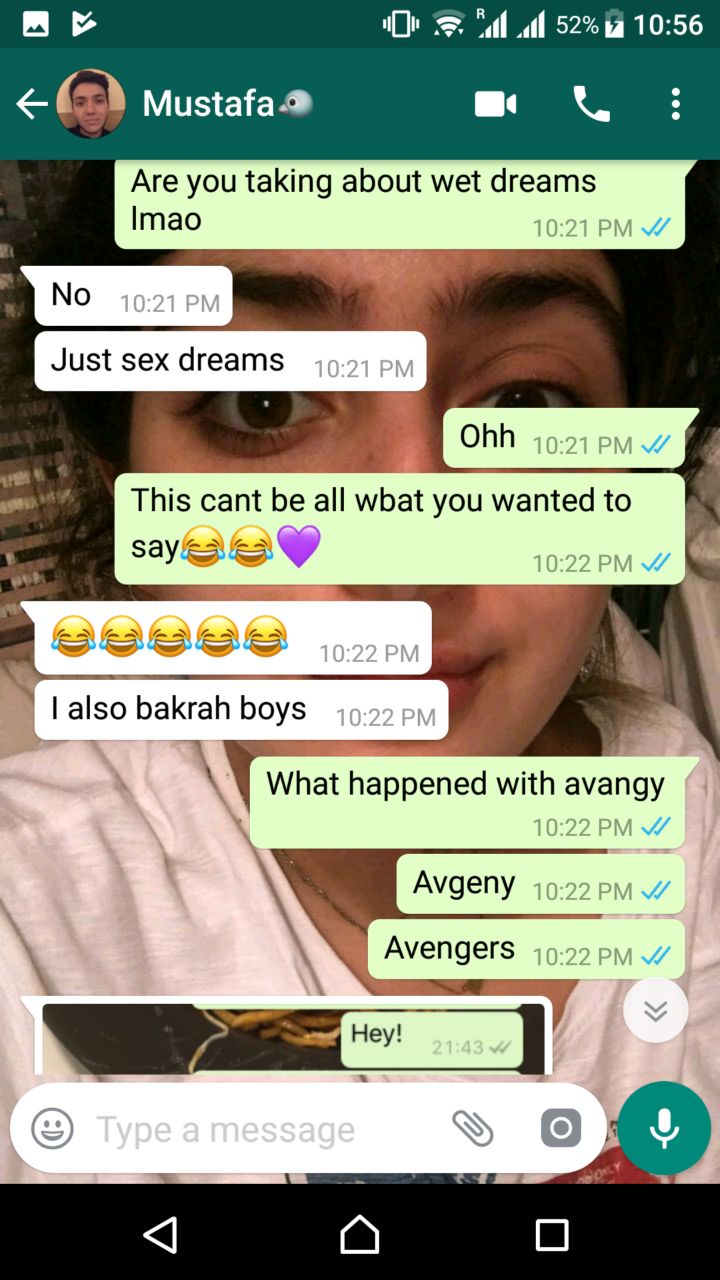 R 52% 10:56
Mustafa🐦
Are you taking about wet dreams
lmao
10:21 PM
No 10:21 PM
Just sex dreams 10:21 PM
Ohh 10:21 PM
This cant be all wbat you wanted to
say😂😂💜
10:22 PM
😂😂😂😂😂 10:22 PM
I also bakrah boys 10:22 PM
What happened with avangy
10:22 PM
Avgeny 10:22 PM
Avengers 10:22 PM
Hey! 21:43
Type a message
ONLY